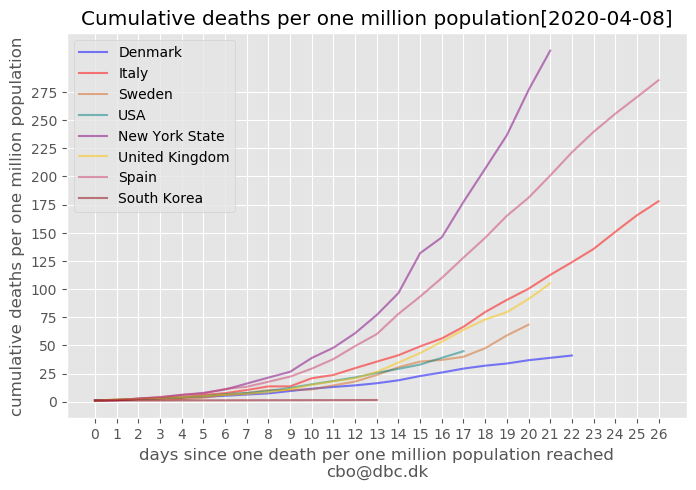 Cumulative deaths per one million population[2020-04-08]
Denmark
Italy
Sweden
USA
New York State
United Kingdom
Spain
South Korea
cumulative deaths per one million population
275
250
225
200
175
150
125
100
75
50
25
0
0 1 2 3 4 5 6 7 8 9 10 11 12 13 14 15 16 17 18 19 20 21 22 23 24 25 26
days since one death per one million population reached
cbo@dbc.dk